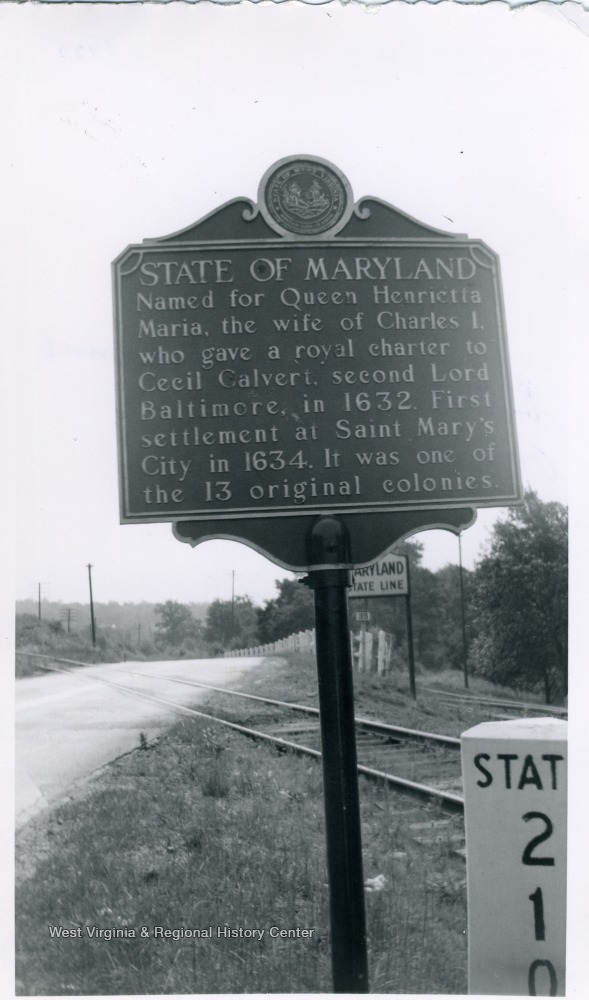 STATE OF MARYLAND
Named for Queen Henrietta
Maria, the wife of Charles I,
who gave a royal charter to
Cecil Calvert, second Lord
Baltimore, in 1632. First
settlement at Saint Mary's
City in 1634. It was one of
the 13 original colonies.
ARYLAND
TATE LINE
STAT
2
1
0
West Virginia & Regional History Center